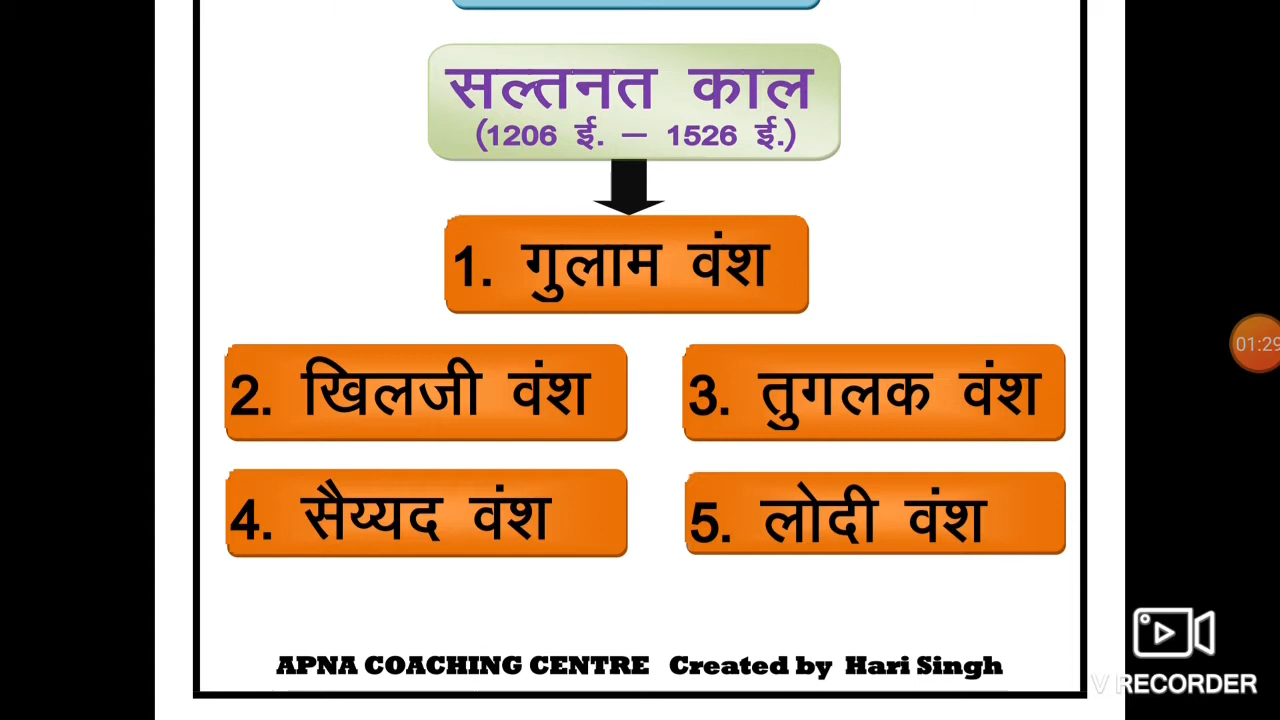 सल्तनत काल
(1206 ई. – 1526 ई.)
1. गुलाम वंश
2. खिलजी वंश
3. तुगलक वंश
4. सैय्यद वंश
5. लोदी वंश
01:29
APNA COACHING CENTRE Created by Hari Singh
V RECORDER